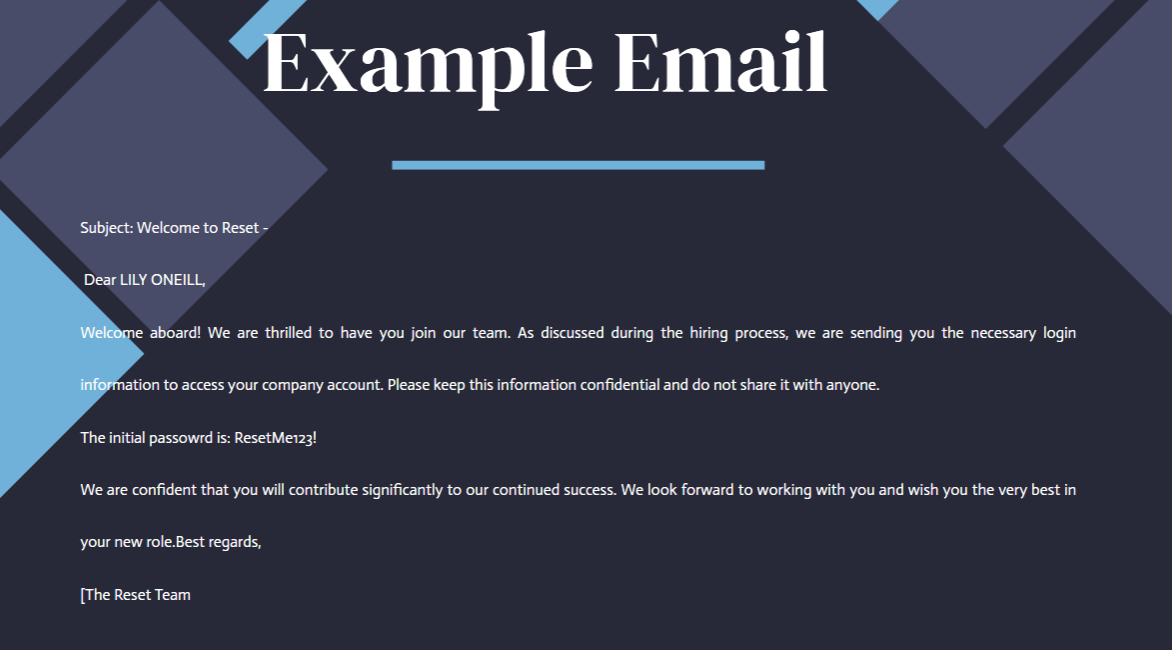 Example Email
Subject: Welcome to Reset -
Dear LILY ONEILL,
Welcome aboard! We are thrilled to have you join our team. As discussed during the hiring process, we are sending you the necessary login
information to access your company account. Please keep this information confidential and do not share it with anyone.
The initial passowrd is: ResetMe123!
We are confident that you will contribute significantly to our continued success. We look forward to working with you and wish you the very best in
your new role.Best regards,
[The Reset Team